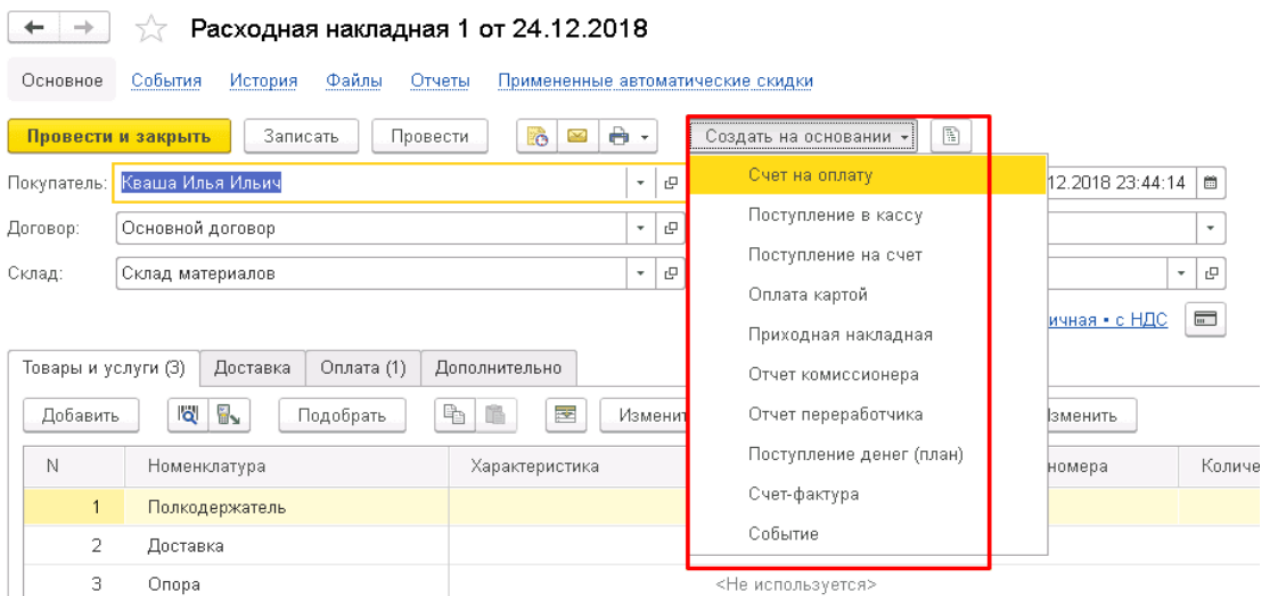 Расходная накладная 1 от 24.12.2018
Основное События История Файлы Отчеты Примененные автоматические скидки
Провести и закрыть Записать Провести Создать на основании
Покупатель: Кваша Илья Ильич 12.2018 23:44:14
Договор: Основной договор
Склад: Склад материалов
Счет на оплату
Поступление в кассу
Поступление на счет
Оплата картой
Приходная накладная
Отчет комиссионера
Отчет переработчика
Поступление денег (план)
Счет-фактура
Событие
ичная • с НДС
Товары и услуги (3) Доставка Оплата (1) Дополнительно
Добавить Подобрать Изменит Изменить
N Номенклатура Характеристика номера Количе
1 Полкодержатель
2 Доставка
3 Опора <Не используется>